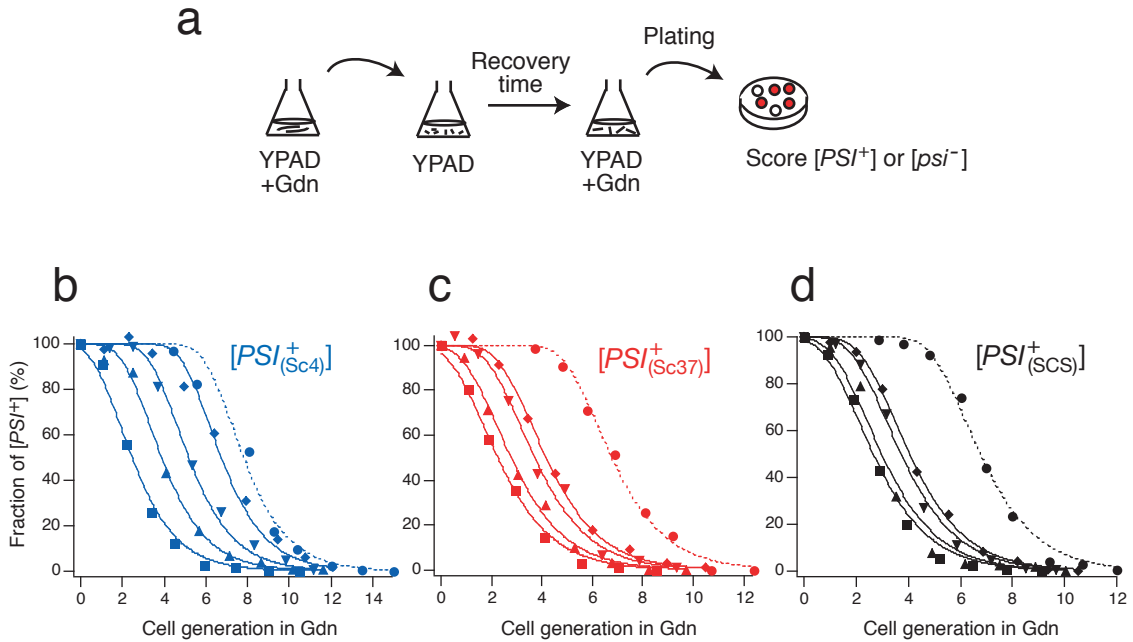 a
Plating
Recovery
time
YPAD
+Gdn
YPAD
YPAD
+Gdn
Score [PSI+] or [psi-]
b
c
d
[PSI+(Sc4)]
[PSI+(Sc37)]
[PSI+(SCS)]
Fraction of [PSI+] (%)
100
80
60
40
20
0
0 2 4 6 8 10 12 14
Cell generation in Gdn
100
80
60
40
20
0
0 2 4 6 8 10 12
Cell generation in Gdn
100
80
60
40
20
0
0 2 4 6 8 10 12
Cell generation in Gdn